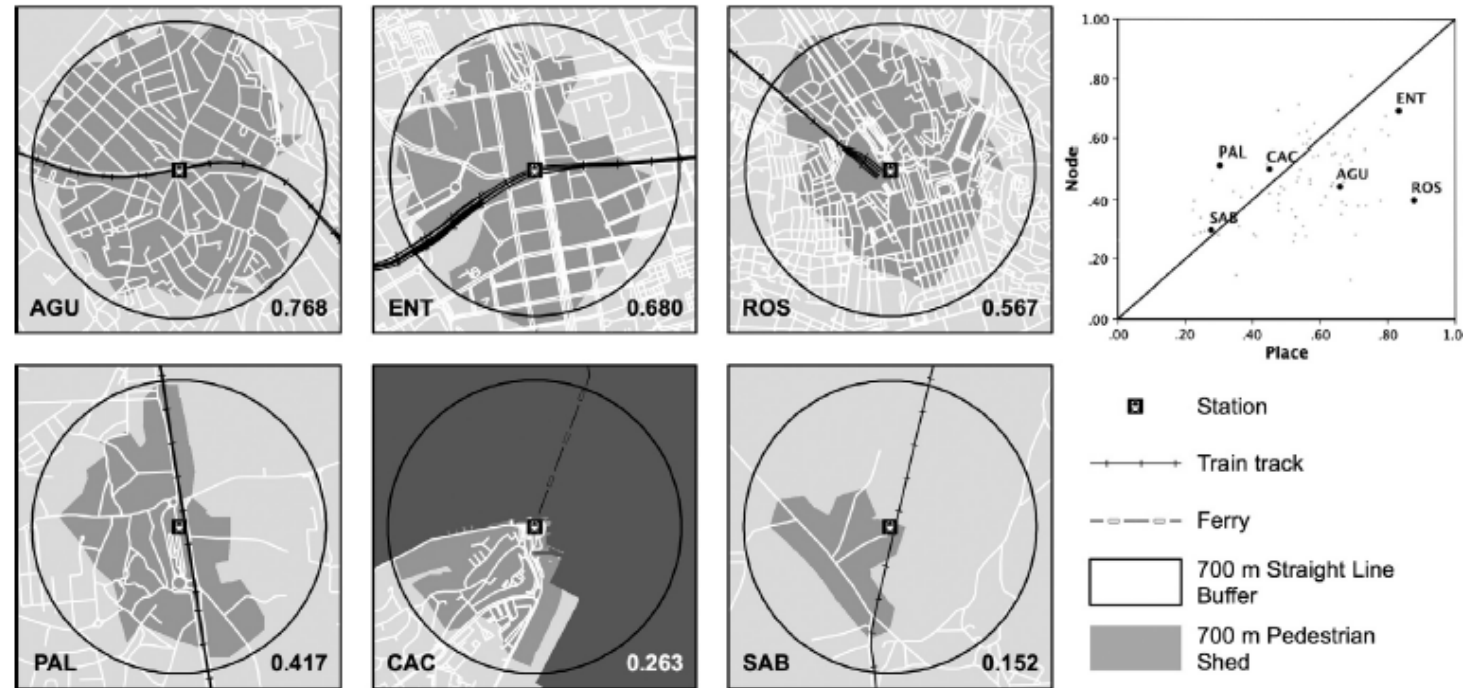 AGU 0.768
ENT 0.680
ROS 0.567
1.00
.80
.60
.40
.20
.00
Node
ENT
PAL
CAC
AGU
ROS
SAB
.00 .20 .40 .60 .80 1.0
Place
PAL 0.417
CAC 0.263
SAB 0.152
Station
Train track
Ferry
700 m Straight Line
Buffer
700 m Pedestrian
Shed